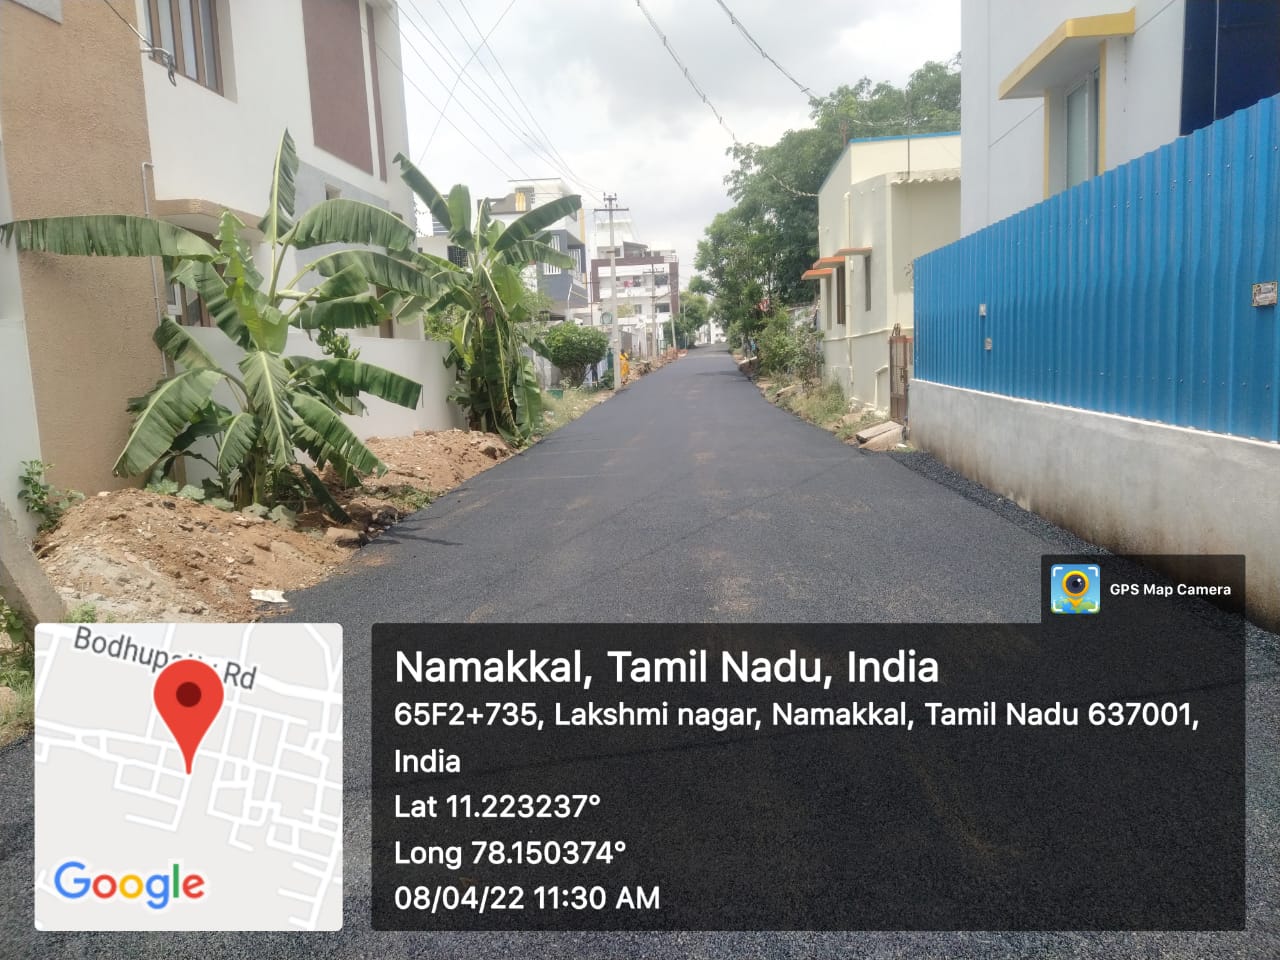 GPS Map Camera
Bodhupatty Rd
Google
Namakkal, Tamil Nadu, India
65F2+735, Lakshmi nagar, Namakkal, Tamil Nadu 637001,
India
Lat 11.223237°
Long 78.150374°
08/04/22 11:30 AM